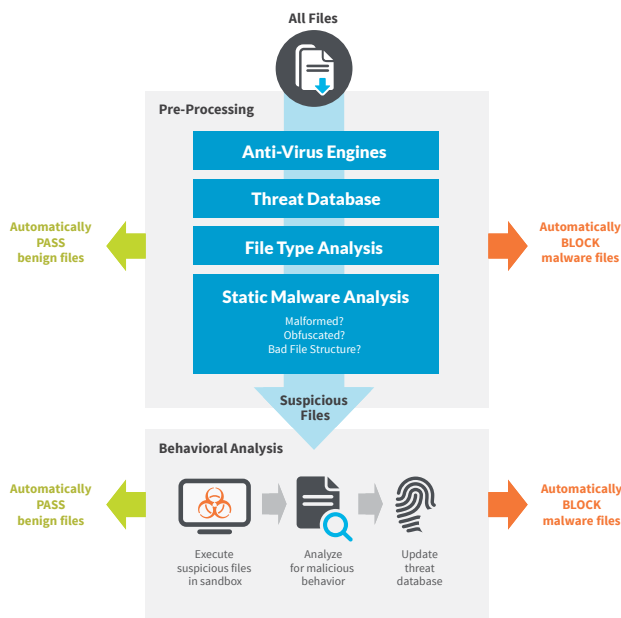 All Files
Pre-Processing
Anti-Virus Engines
Threat Database
File Type Analysis
Static Malware Analysis
Malformed?
Obfuscated?
Bad File Structure?
Automatically
PASS
benign files
Automatically
BLOCK
malware files
Suspicious
Files
Behavioral Analysis
Automatically
PASS
benign files
Execute
suspicious files
in sandbox
Analyze
for malicious
behavior
Update
threat
database
Automatically
BLOCK
malware files